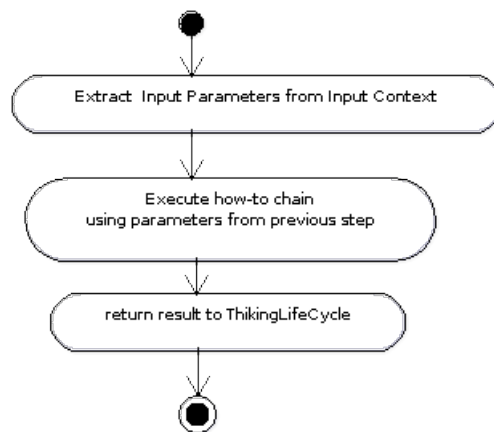 Extract Input Parameters from Input Context
Execute how-to chain
using parameters from previous step
return result to ThikingLifeCycle